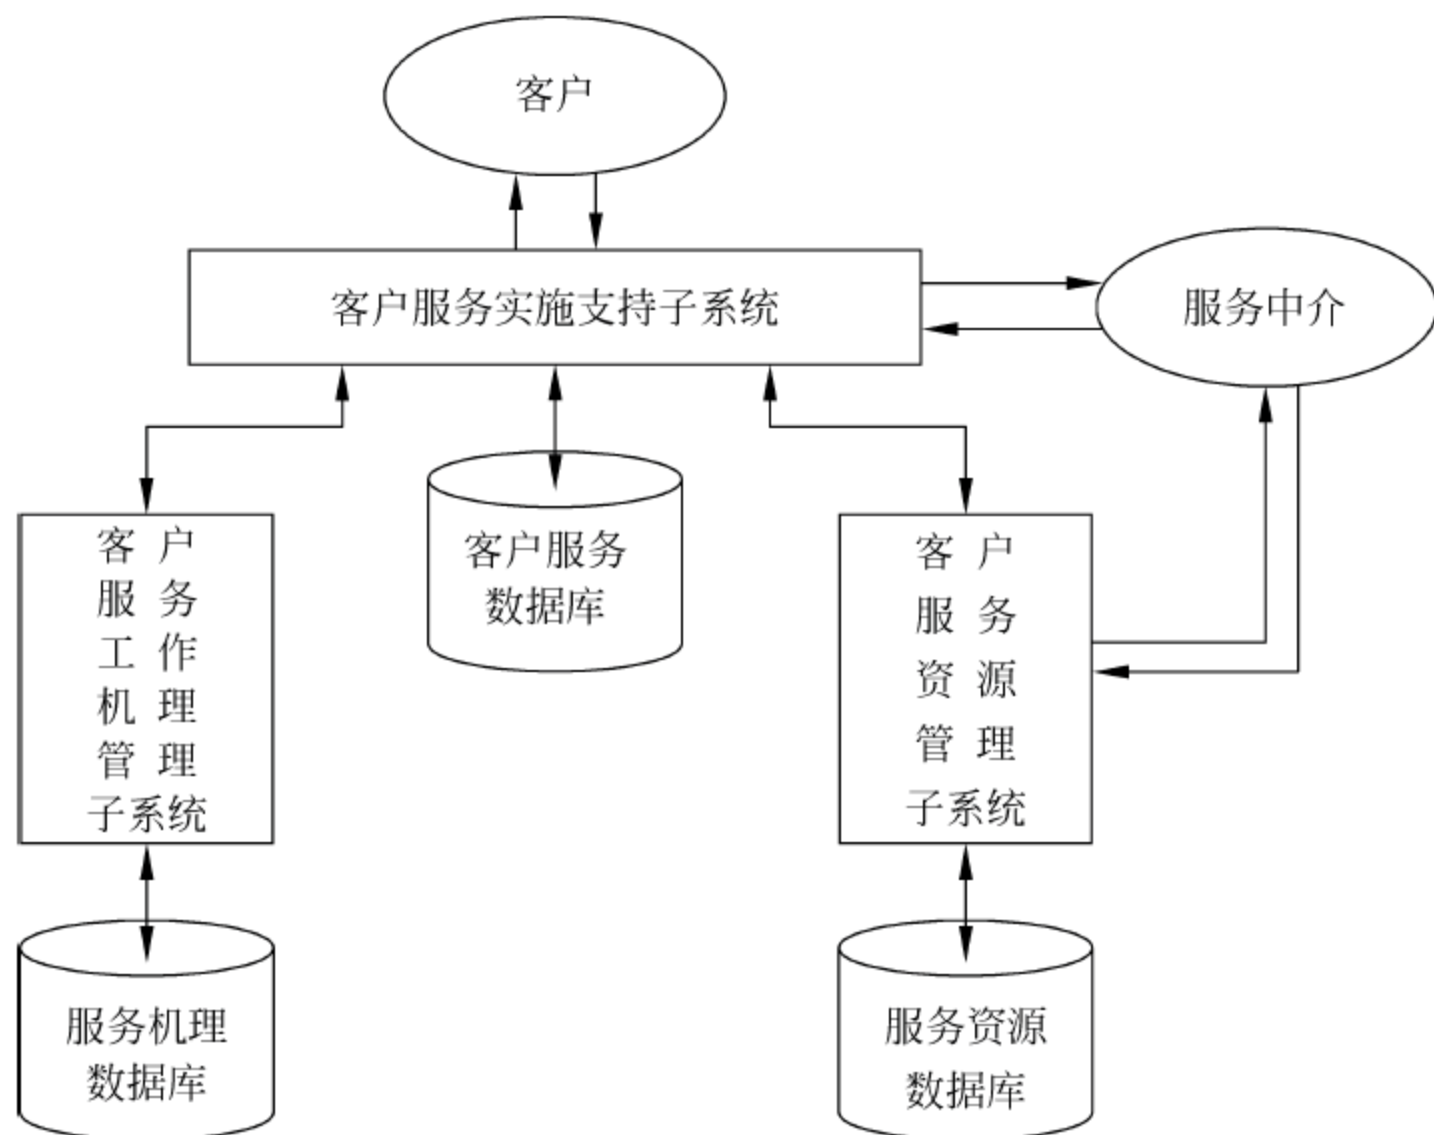 客户
客户服务实施支持子系统
服务中介
客户服务
数据库
客 户
服 务
工 作
机 理
管 理
子系统
客 户
服 务
资 源
管 理
子系统
服务机理
数据库
服务资源
数据库